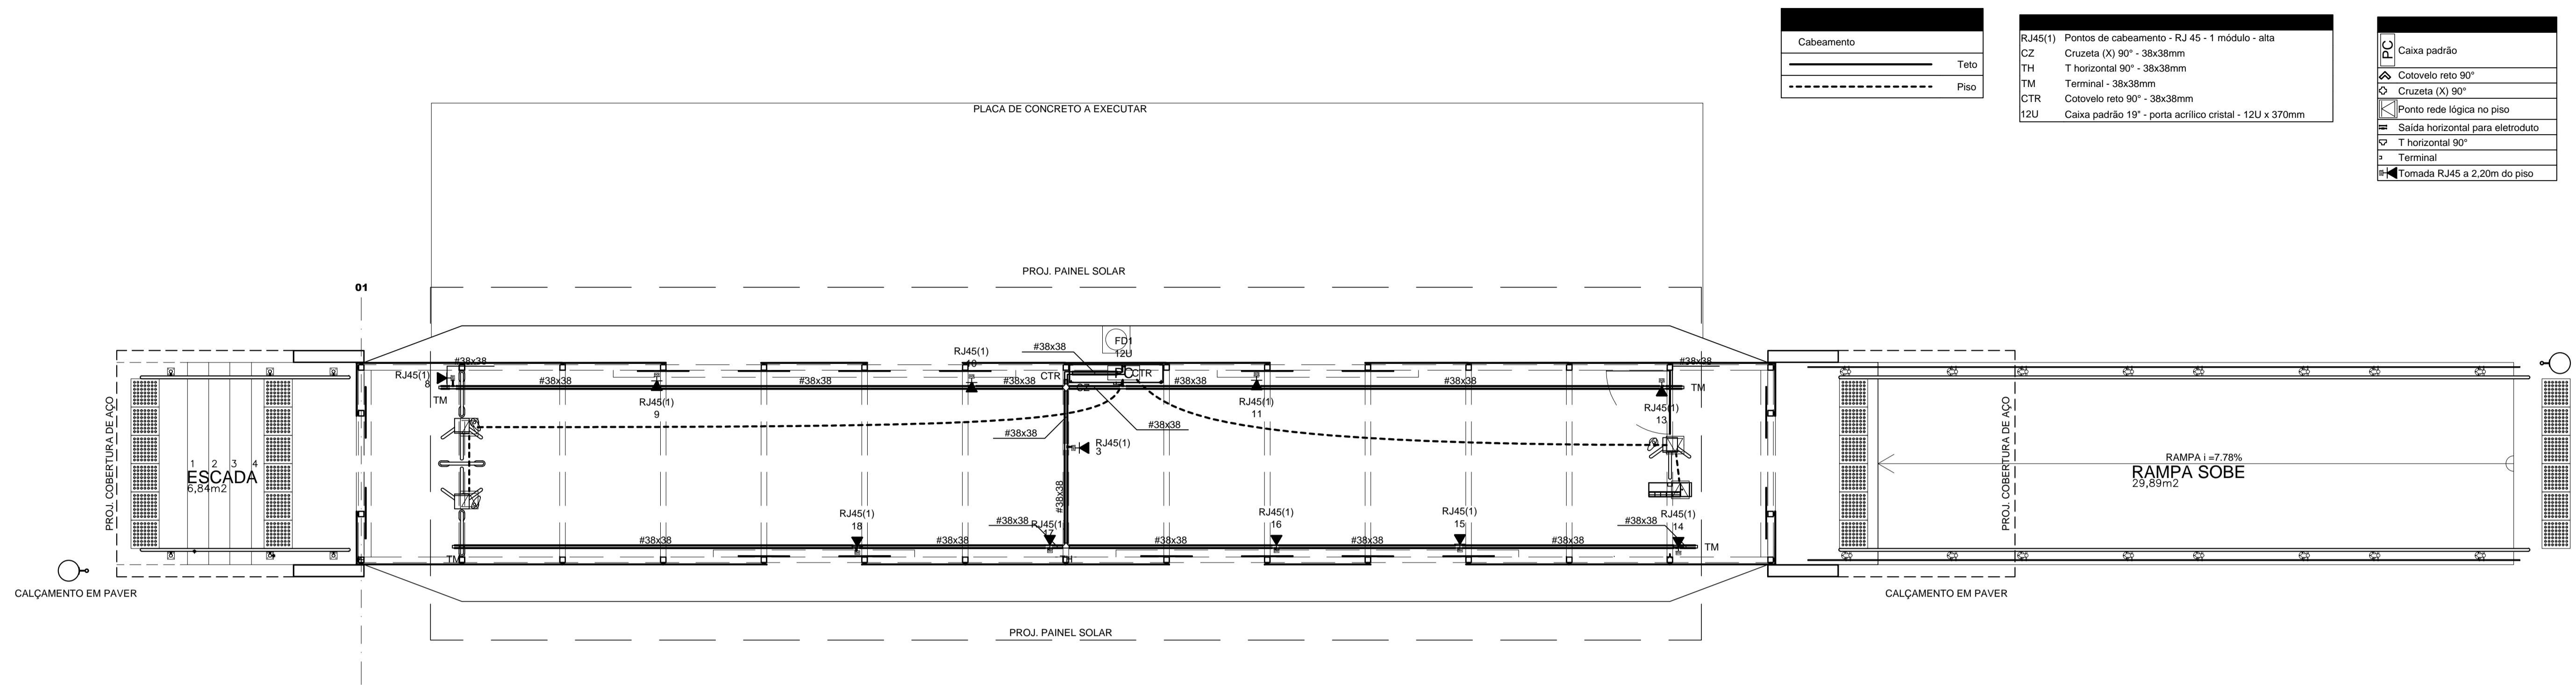 Cabeamento
Teto
Piso
RJ45(1) Pontos de cabeamento - RJ 45 - 1 módulo - alta
CZ Cruzeta (X) 90° - 38x38mm
TH T horizontal 90° - 38x38mm
TM Terminal - 38x38mm
CTR Cotovelo reto 90° - 38x38mm
12U Caixa padrão 19" - porta acrílico cristal - 12U x 370mm
PC Caixa padrão
Cotovelo reto 90°
Cruzeta (X) 90°
Ponto rede lógica no piso
Saída horizontal para eletroduto
T horizontal 90°
Terminal
Tomada RJ45 a 2,20m do piso
PLACA DE CONCRETO A EXECUTAR
PROJ. PAINEL SOLAR
01
FD1
12U
#38x38
RJ45(1)
10
#38x38
#38x38
RJ45(1)
8
#38x38
#38x38
#38x38
CTR
PC
CTR
#38x38
#38x38
CZ
TM
TM
TM
RJ45(1)
9
RJ45(1)
11
RJ45(1)
13
#38x38
#38x38
RJ45(1)
3
PROJ. COBERTURA DE AÇO
1 2 3 4
ESCADA
6,84m2
#38x38
PROJ. COBERTURA DE AÇO
RAMPA i =7.78%
RAMPA SOBE
29,89m2
RJ45(1)
18
#38x38
RJ45(1)
17
RJ45(1)
16
RJ45(1)
15
#38x38
RJ45(1)
14
#38x38
#38x38
#38x38
#38x38
#38x38
TM
TM
TH
CALÇAMENTO EM PAVER
CALÇAMENTO EM PAVER
PROJ. PAINEL SOLAR